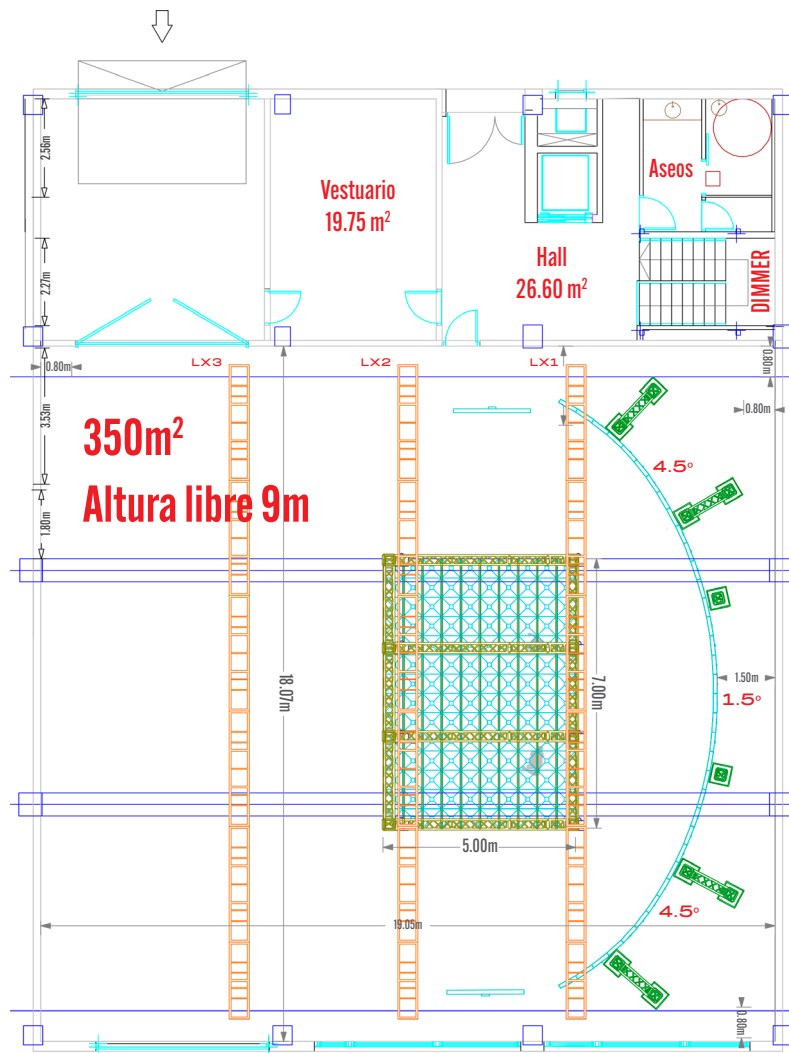 2.56m
Vestuario
19.75 m²
Aseos
Hall
26.60 m²
DIMMER
2.27m
LX3
LX2
LX1
0.80m
0.80m
0.80m
3.53m
350m²
Altura libre 9m
4.5º
1.80m
18.07m
7.00m
1.50m
1.5º
5.00m
4.5º
19.05m
0.80m